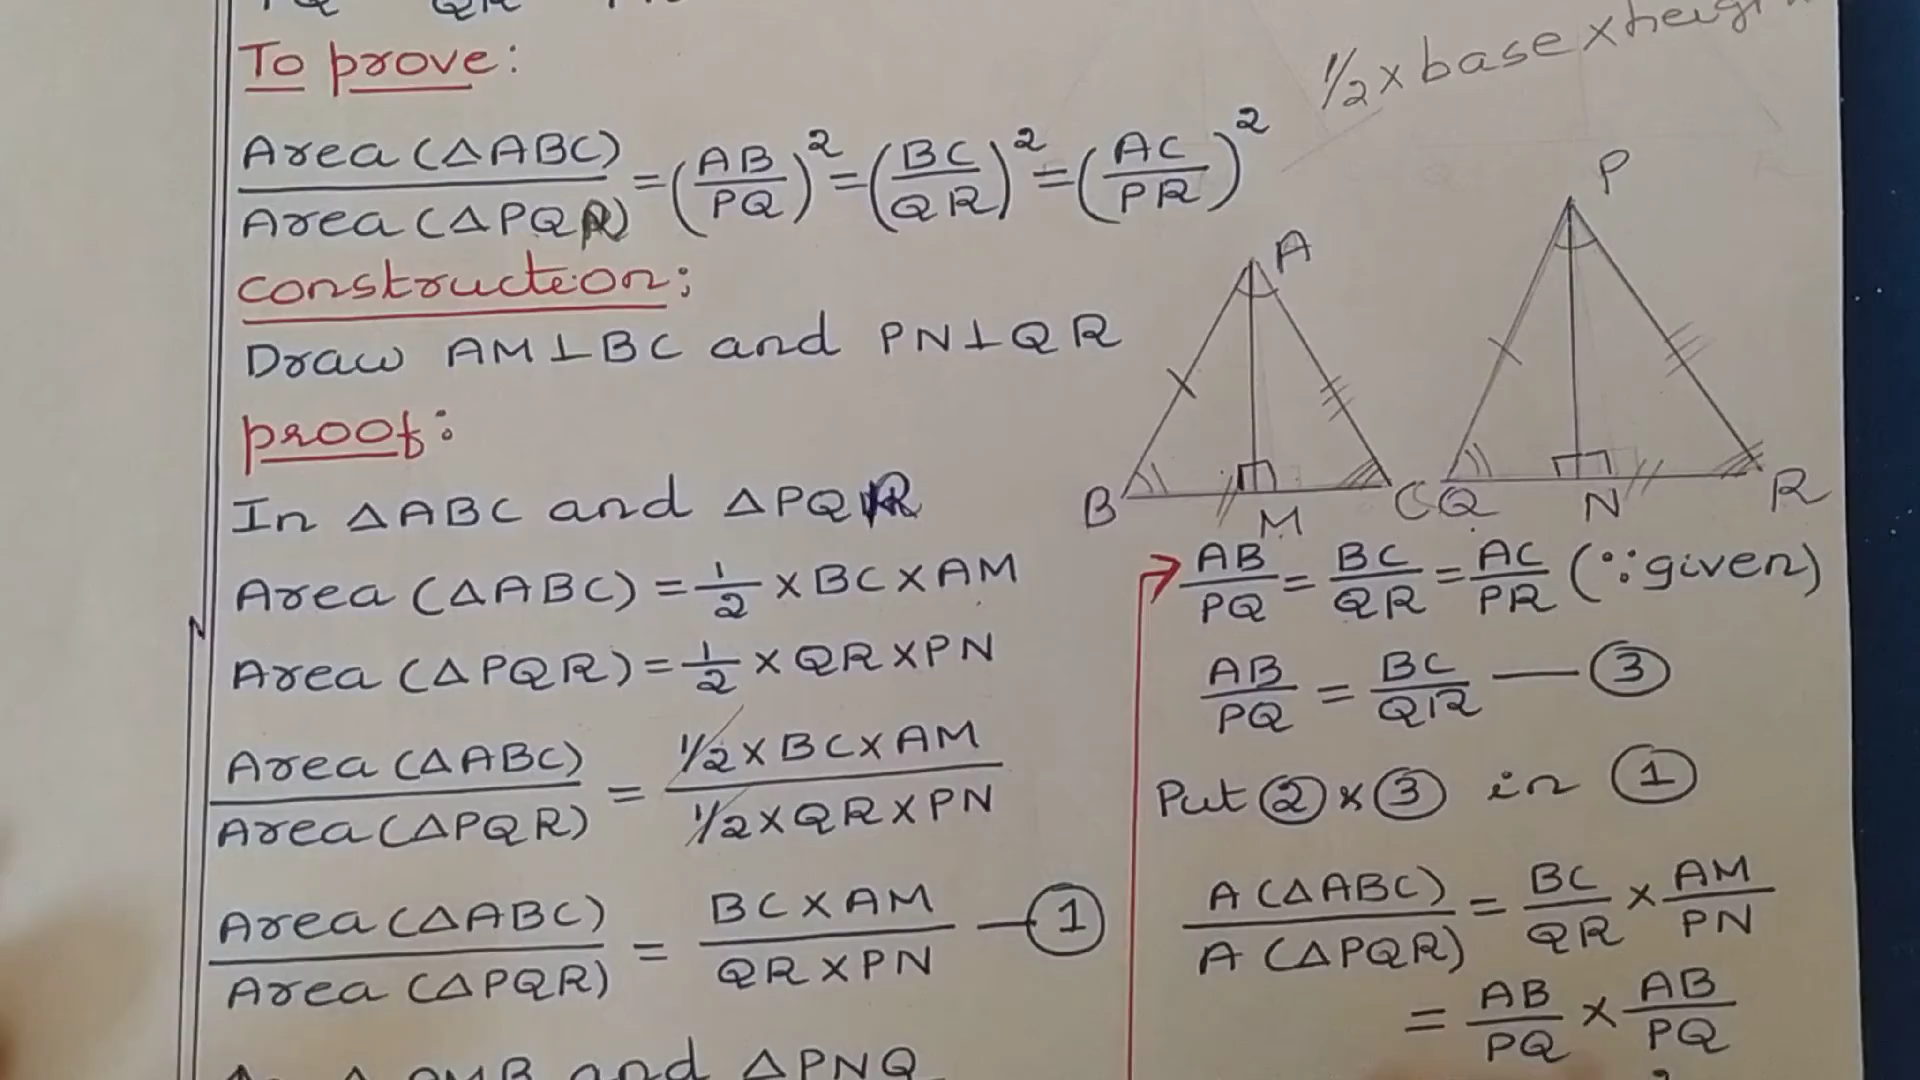 To prove:
1/2 × base × height
Area (△ABC) / Area (△PQR) = (AB/PQ)² = (BC/QR)² = (AC/PR)²
construction:
Draw AM⊥BC and PN⊥QR
proof:
In △ABC and △PQR
Area (△ABC) = 1/2 × BC × AM
Area (△PQR) = 1/2 × QR × PN
Area (△ABC) / Area (△PQR) = 1/2 × BC × AM / 1/2 × QR × PN
Area (△ABC) / Area (△PQR) = BC × AM / QR × PN — ①
△PNQ
A
B
M
C
P
Q
N
R
AB/PQ = BC/QR = AC/PR (∵ given)
AB/PQ = BC/QR — ③
Put ② & ③ in ①
A (△ABC) / A (△PQR) = BC/QR × AM/PN
= AB/PQ × AB/PQ